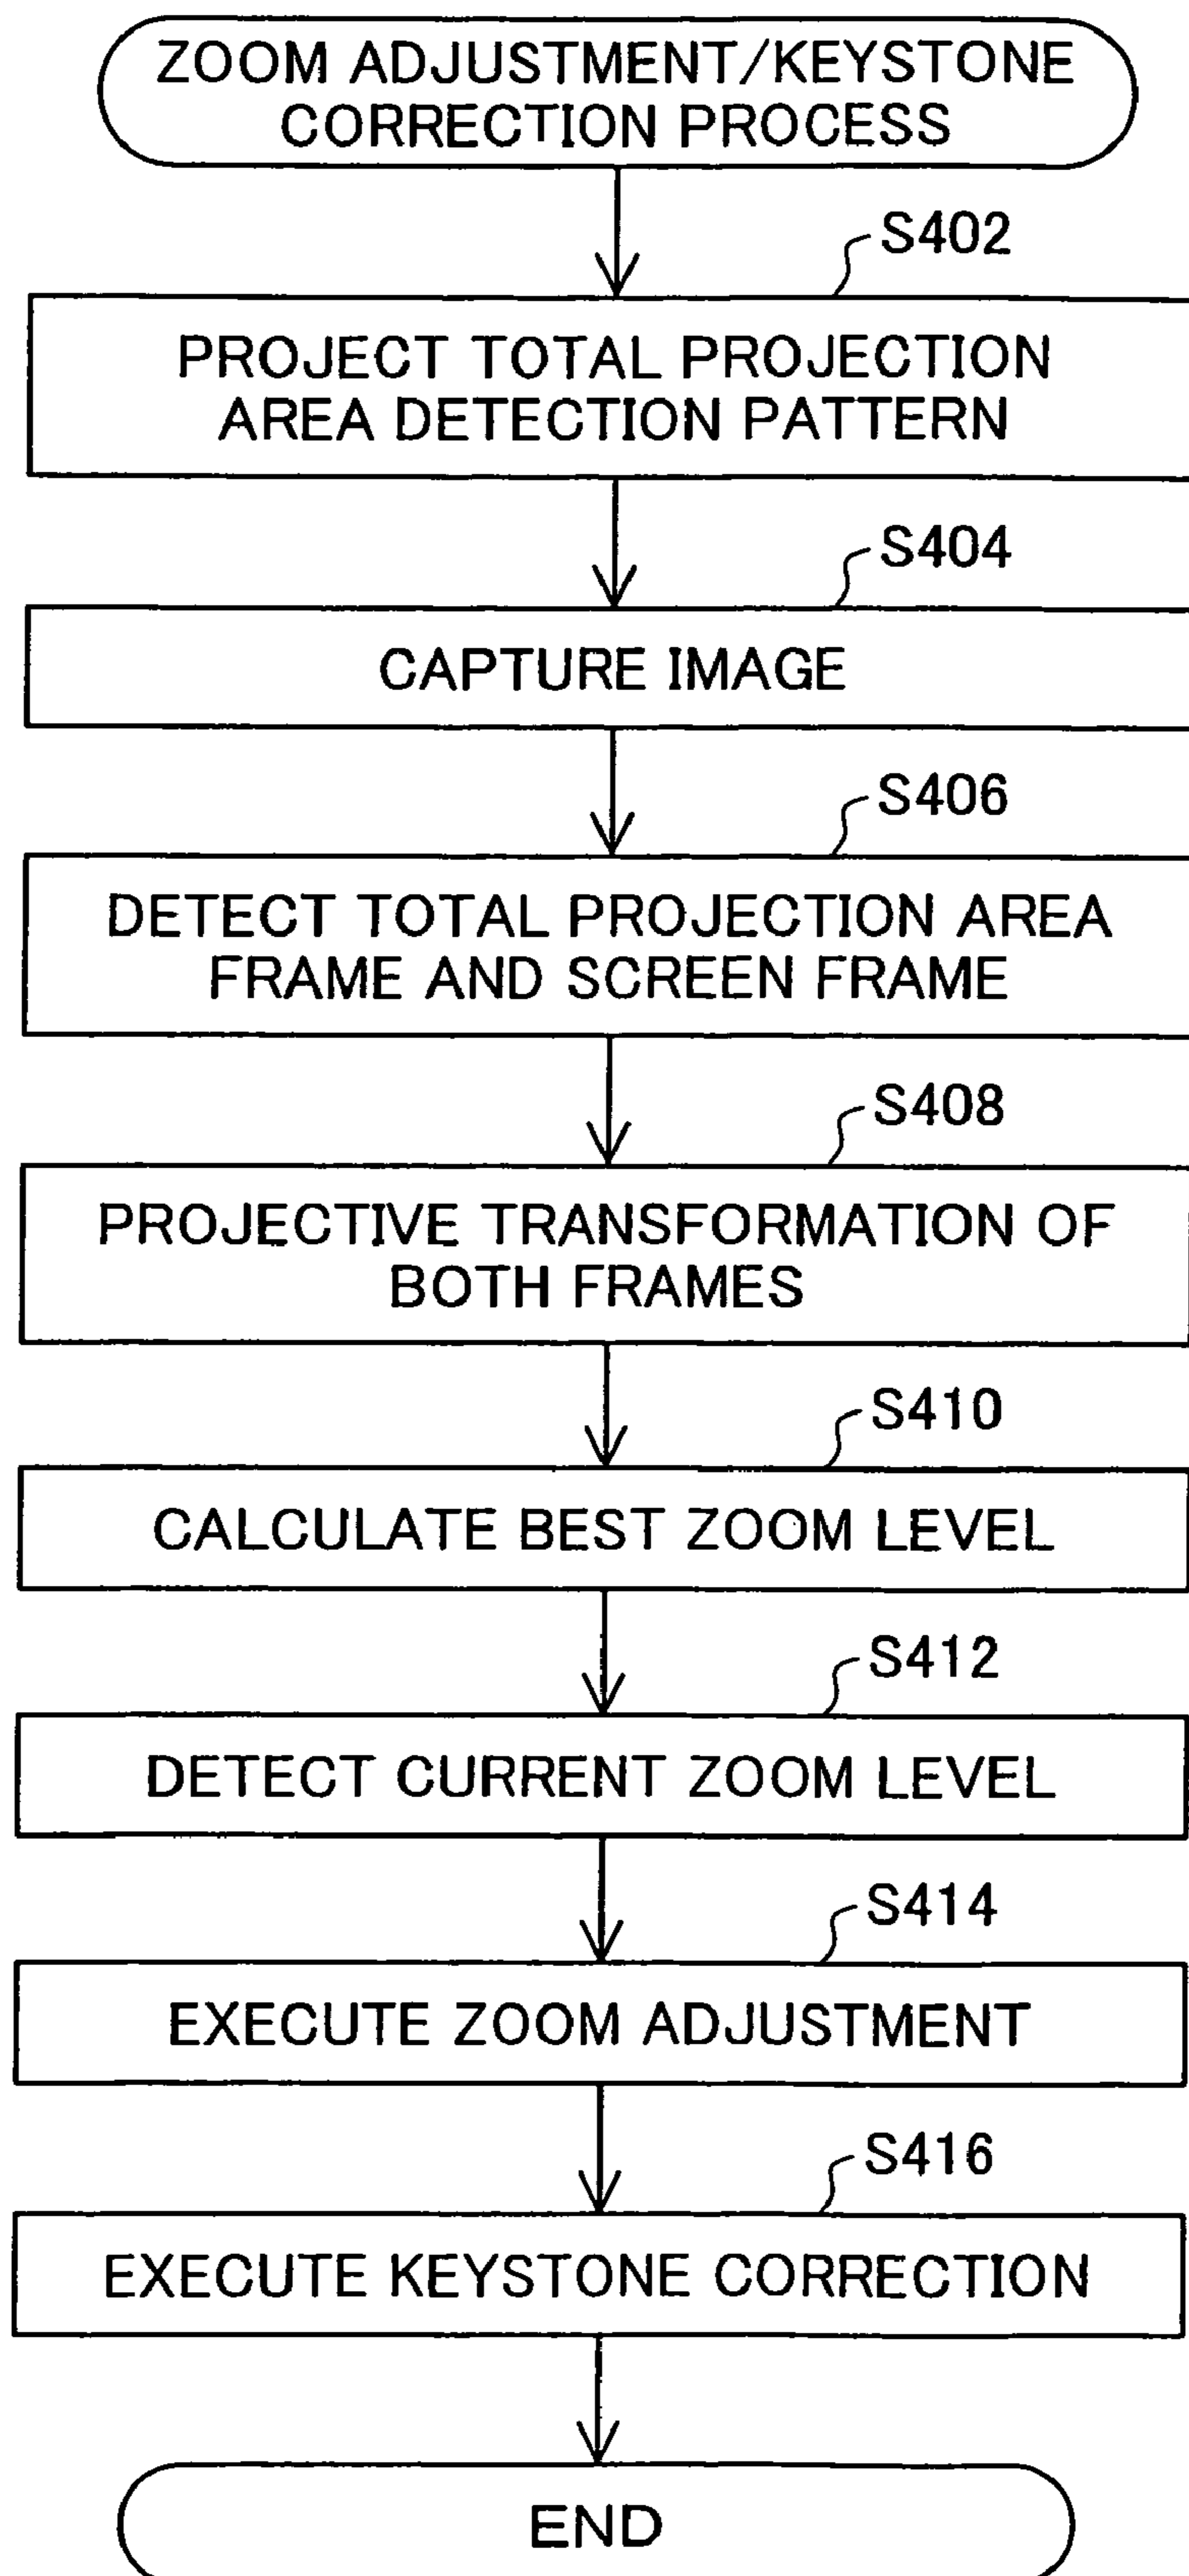 ZOOM ADJUSTMENT/KEYSTONE
CORRECTION PROCESS
S402
PROJECT TOTAL PROJECTION
AREA DETECTION PATTERN
S404
CAPTURE IMAGE
S406
DETECT TOTAL PROJECTION AREA
FRAME AND SCREEN FRAME
S408
PROJECTIVE TRANSFORMATION OF
BOTH FRAMES
S410
CALCULATE BEST ZOOM LEVEL
S412
DETECT CURRENT ZOOM LEVEL
S414
EXECUTE ZOOM ADJUSTMENT
S416
EXECUTE KEYSTONE CORRECTION
END